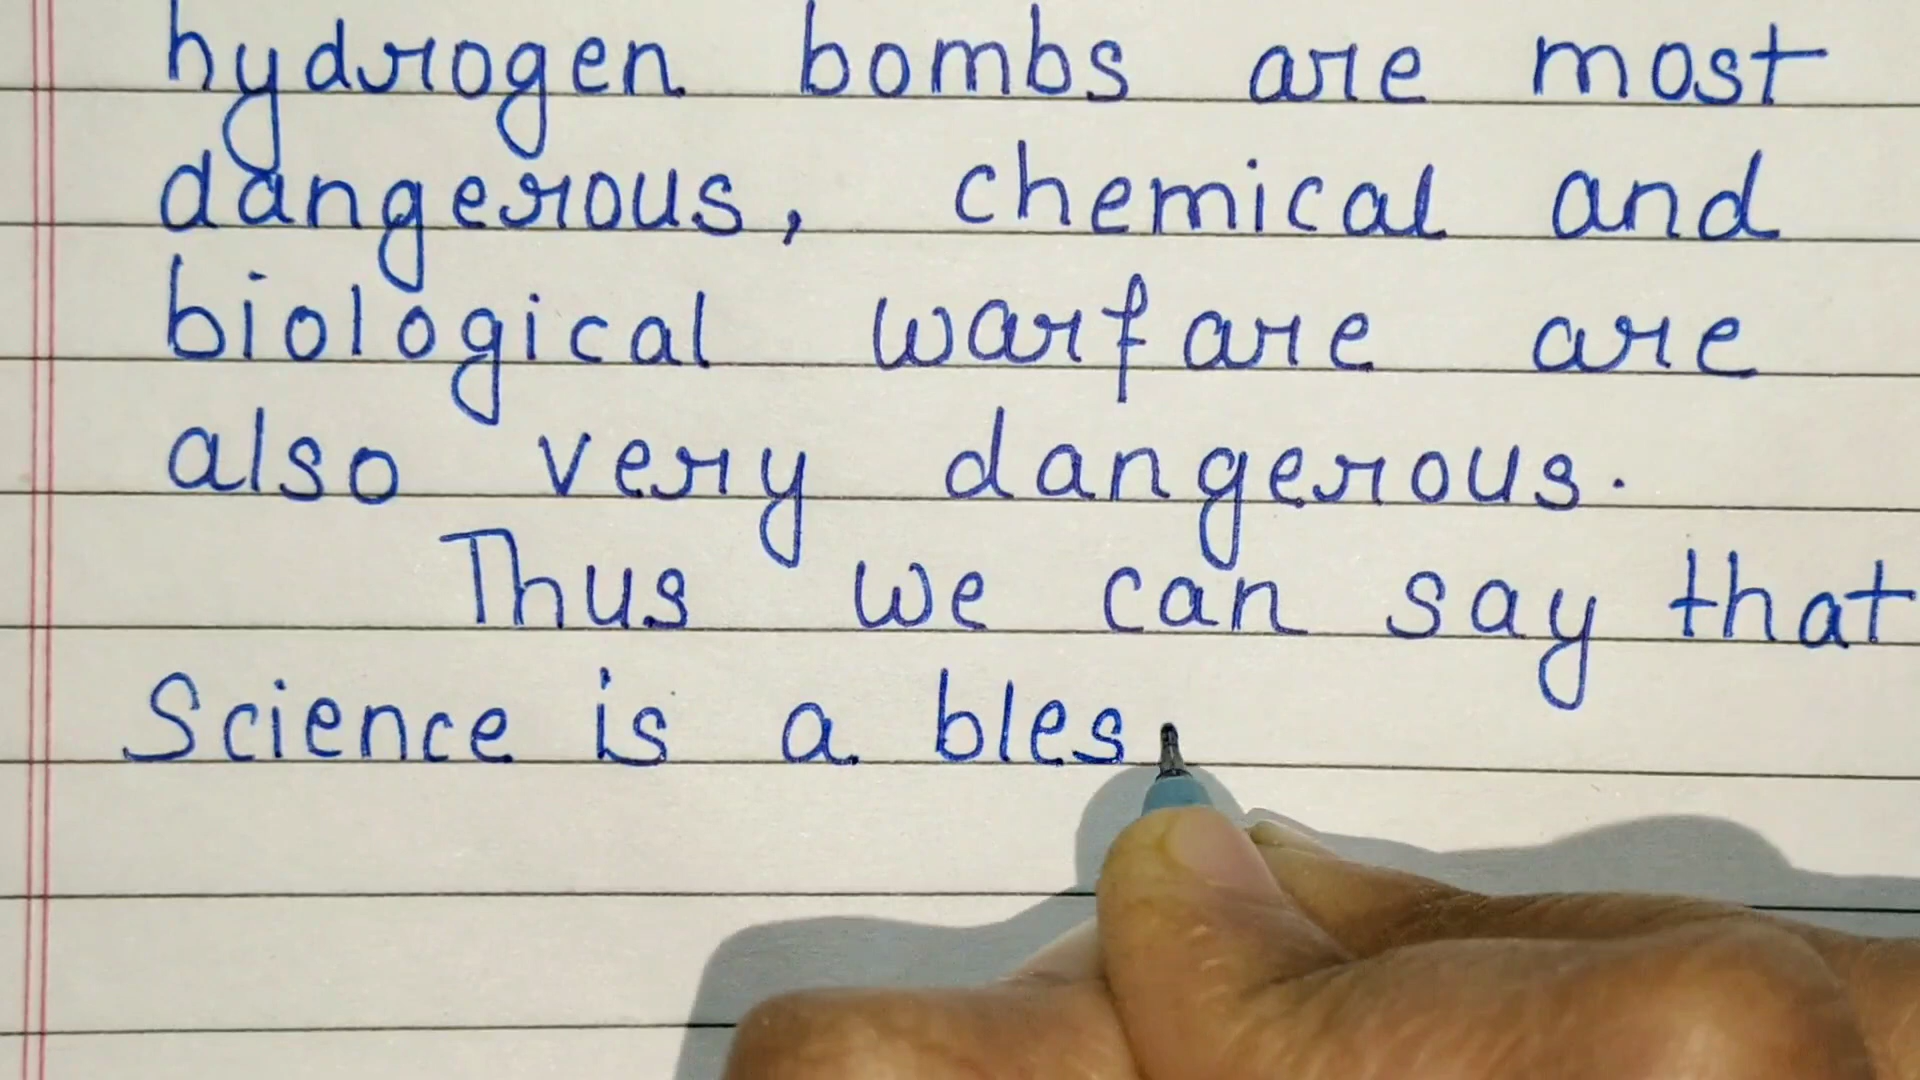 hydrogen bombs are most
dangerous, chemical and
biological warfare are
also very dangerous.
Thus we can say that
Science is a bles